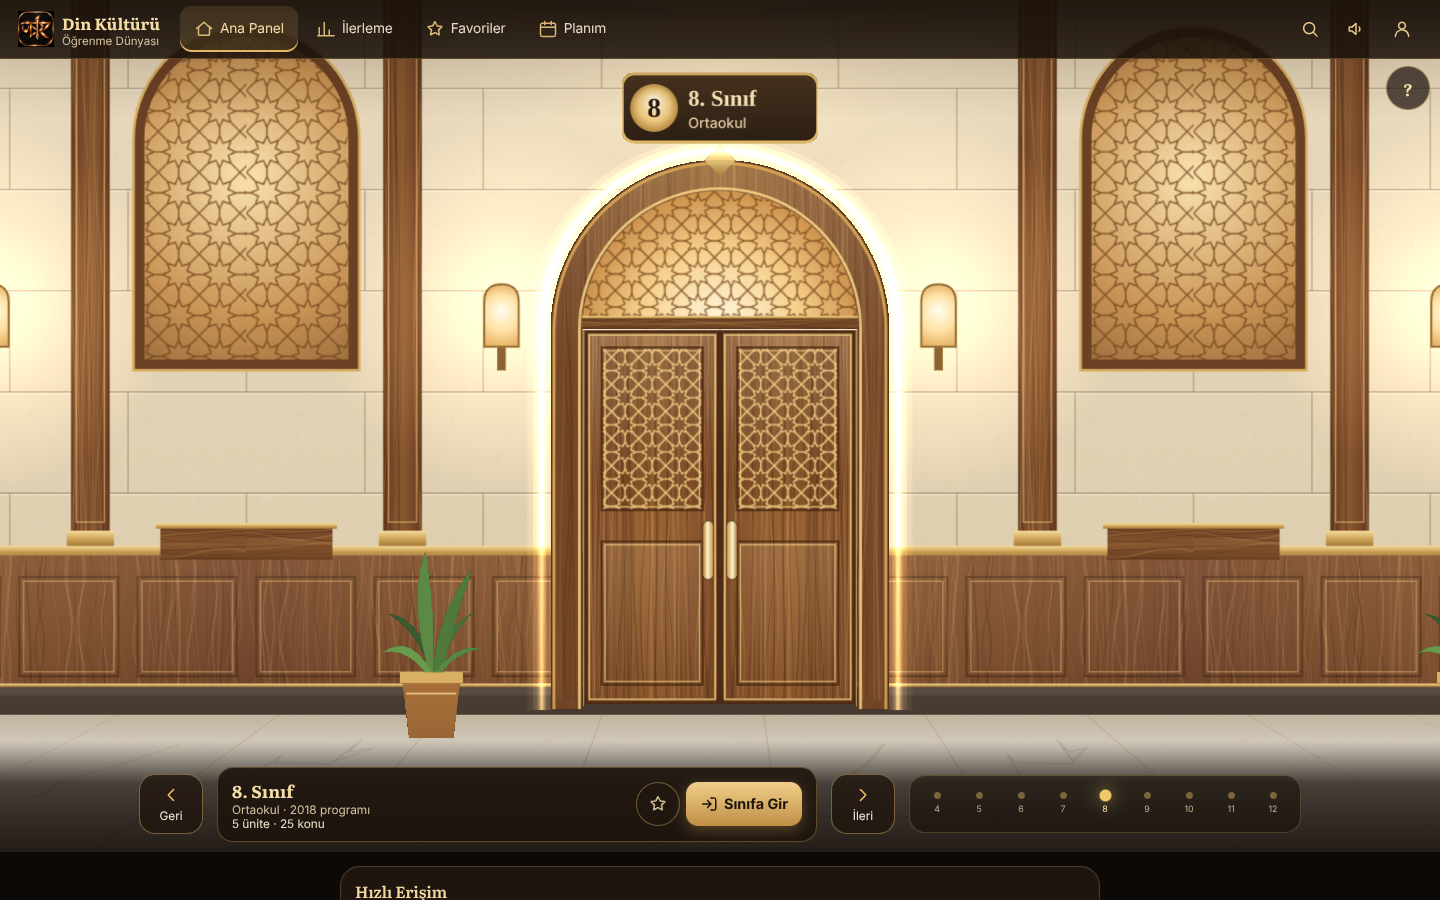 Din Kültürü
Öğrenme Dünyası
Ana Panel
İlerleme
Favoriler
Planım
?
8
8. Sınıf
Ortaokul
Geri
8. Sınıf
Ortaokul · 2018 programı
5 ünite · 25 konu
Sınıfa Gir
İleri
4 5 6 7 8 9 10 11 12
Hızlı Erişim